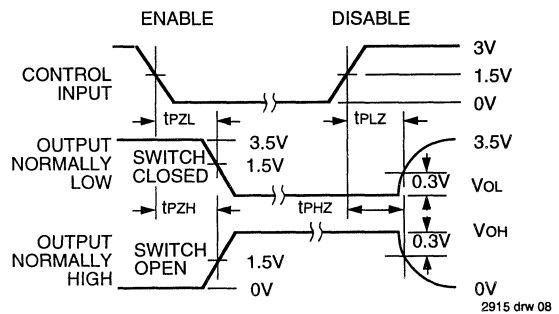 ENABLE
DISABLE
CONTROL
INPUT
3V
1.5V
0V
tPZL
tPLZ
OUTPUT
NORMALLY
LOW
SWITCH
CLOSED
3.5V
1.5V
3.5V
0.3V
VOL
tPZH
tPHZ
OUTPUT
NORMALLY
HIGH
SWITCH
OPEN
1.5V
0V
VOH
0.3V
0V
2915 drw 08